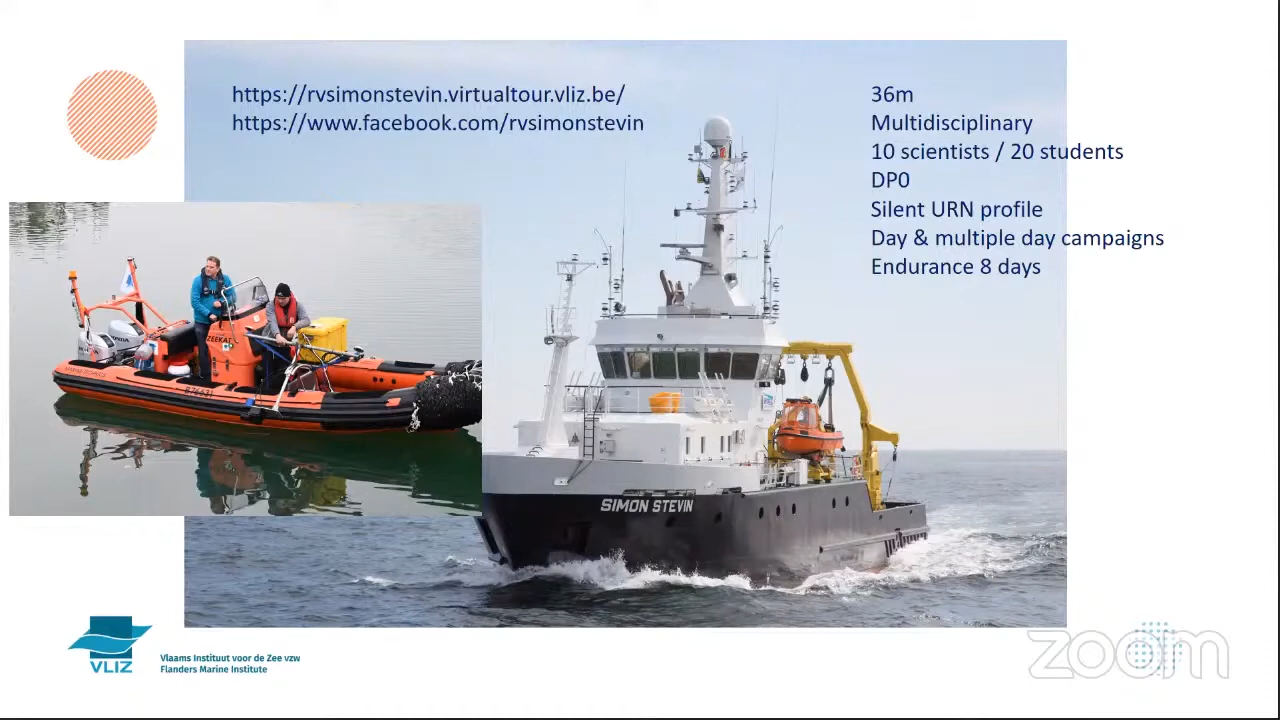 https://rvsimonstevin.virtualtour.vliz.be/
https://www.facebook.com/rvsimonstevin
36m
Multidisciplinary
10 scientists / 20 students
DP0
Silent URN profile
Day & multiple day campaigns
Endurance 8 days
HONDA
ZEEKAT
SIMON STEVIN
VLIZ
Vlaams Instituut voor de Zee vzw
Flanders Marine Institute
zoom